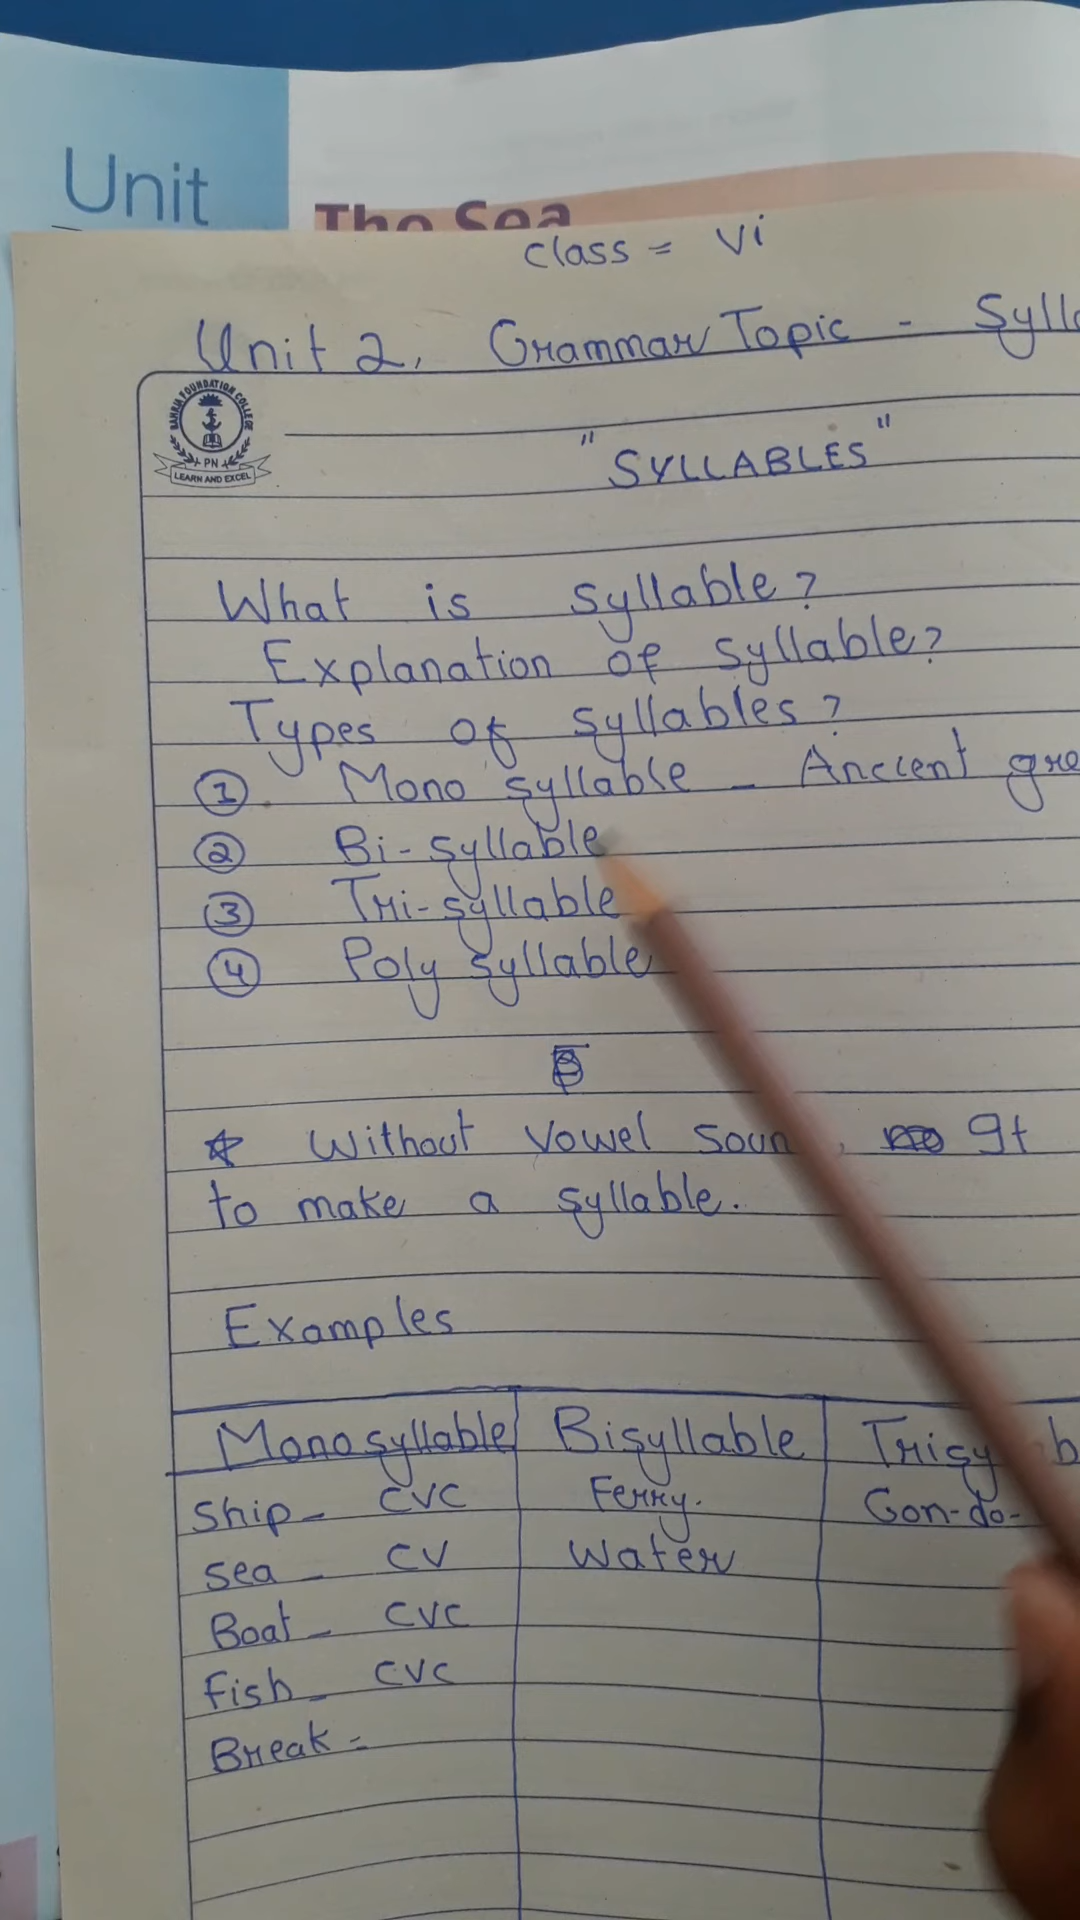 Unit
The Sea
class = vi
Unit 2, Grammar Topic - Sylla
BAHRIA FOUNDATION COLLEGE
PN
LEARN AND EXCEL
"SYLLABLES"
What is syllable?
Explanation of syllable?
Types of syllables?
① Mono syllable - Ancient gre
② Bi-syllable
③ Tri-syllable
④ Poly syllable
* Without vowel soun , It
to make a syllable.
Examples
Monosyllable Bisyllable Trisy b
Ship - CVC Ferry. Gon-do-
Sea - CV Water
Boat - CVC
Fish - CVC
Break =